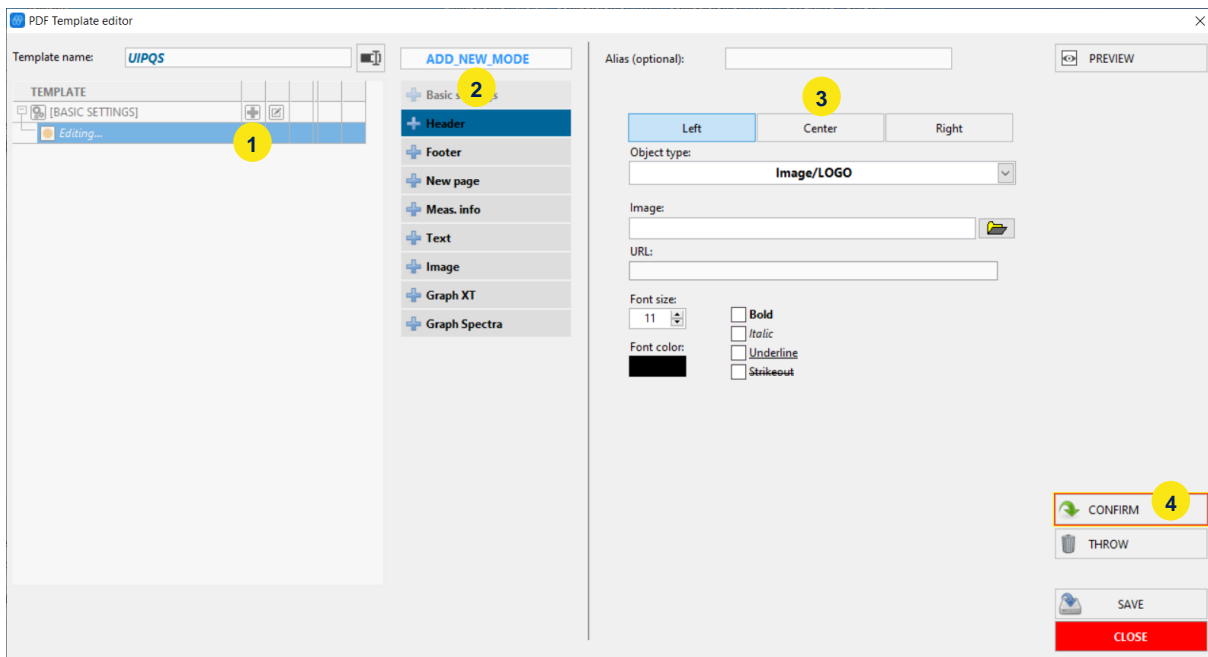 PDF Template editor
Template name:
UIPQS
TEMPLATE
[BASIC SETTINGS]
Editing...
1
ADD_NEW_MODE
Basic s s
2
Header
Footer
New page
Meas. info
Text
Image
Graph XT
Graph Spectra
Alias (optional):
3
Left Center Right
Object type:
Image/LOGO
Image:
URL:
Font size:
11
Font color:
Bold
Italic
Underline
Strikeout
PREVIEW
CONFIRM
4
THROW
SAVE
CLOSE